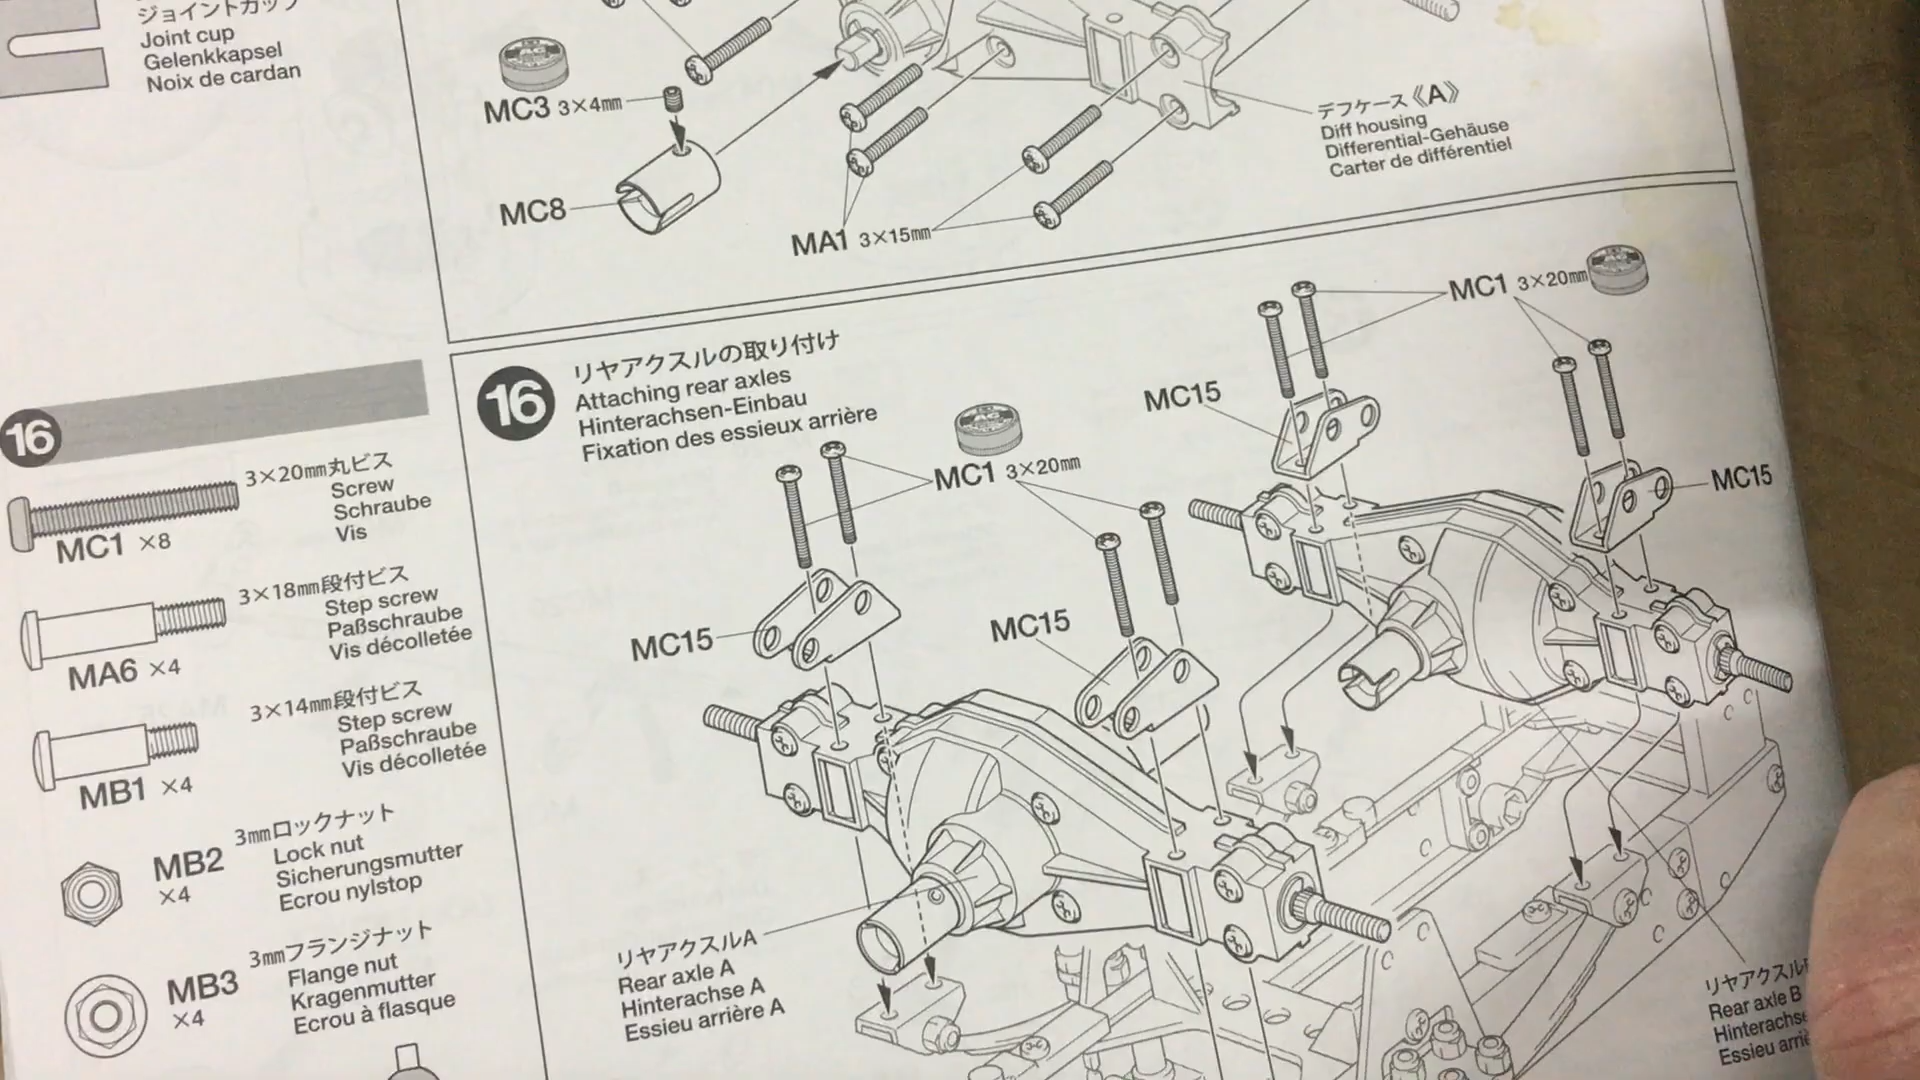 ジョイントカップ
Joint cup
Gelenkkapsel
Noix de cardan
MC3 3×4mm
MC8
MA1 3×15mm
デフケース《A》
Diff housing
Differential-Gehäuse
Carter de différentiel
16
MC1 ×8
3×20mm丸ビス
Screw
Schraube
Vis
MA6 ×4
3×18mm段付ビス
Step screw
Paßschraube
Vis décolletée
MB1 ×4
3×14mm段付ビス
Step screw
Paßschraube
Vis décolletée
MB2
×4
3mmロックナット
Lock nut
Sicherungsmutter
Ecrou nylstop
MB3
×4
3mmフランジナット
Flange nut
Kragenmutter
Ecrou à flasque
16
リヤアクスルの取り付け
Attaching rear axles
Hinterachsen-Einbau
Fixation des essieux arrière
MC1 3×20mm
MC1 3×20mm
MC15
MC15
MC15
MC15
リヤアクスルA
Rear axle A
Hinterachse A
Essieu arrière A
リヤアクスル
Rear axle B
Hinterachse
Essieu